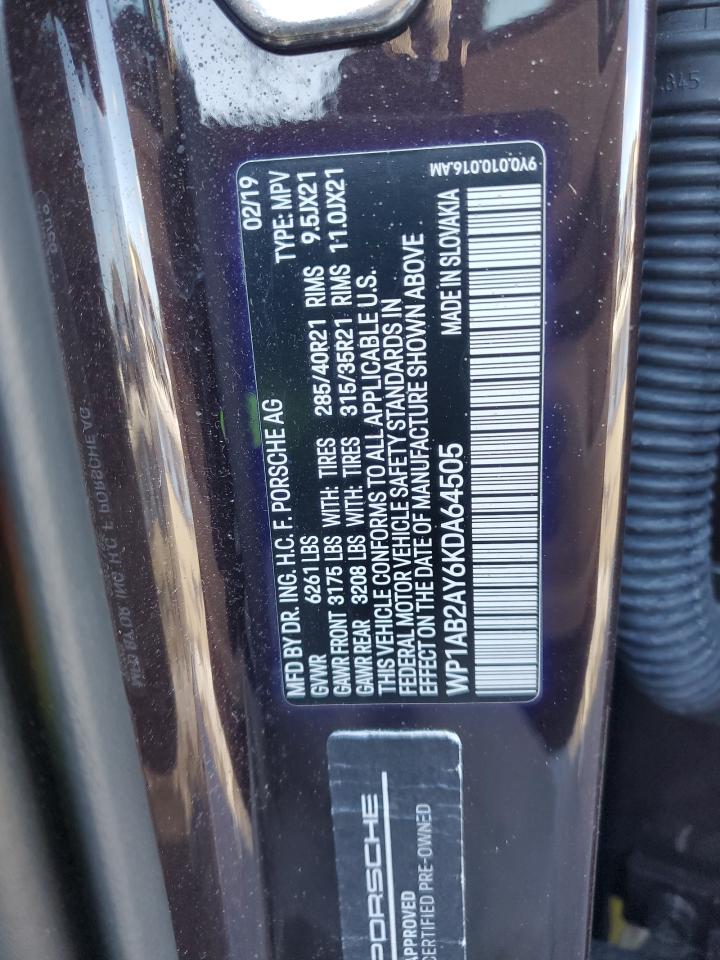 MFD BY DR. ING. H.C. F. PORSCHE AG 02/19
GVWR 6261 LBS TYPE: MPV
GAWR FRONT 3175 LBS WITH: TIRES 285/40R21 RIMS 9.5JX21
GAWR REAR 3208 LBS WITH: TIRES 315/35R21 RIMS 11.0JX21
THIS VEHICLE CONFORMS TO ALL APPLICABLE U.S.
FEDERAL MOTOR VEHICLE SAFETY STANDARDS IN
EFFECT ON THE DATE OF MANUFACTURE SHOWN ABOVE
WP1AB2AY6KDA64505 MADE IN SLOVAKIA
9Y0.010.016.AM
PORSCHE
APPROVED
CERTIFIED PRE-OWNED